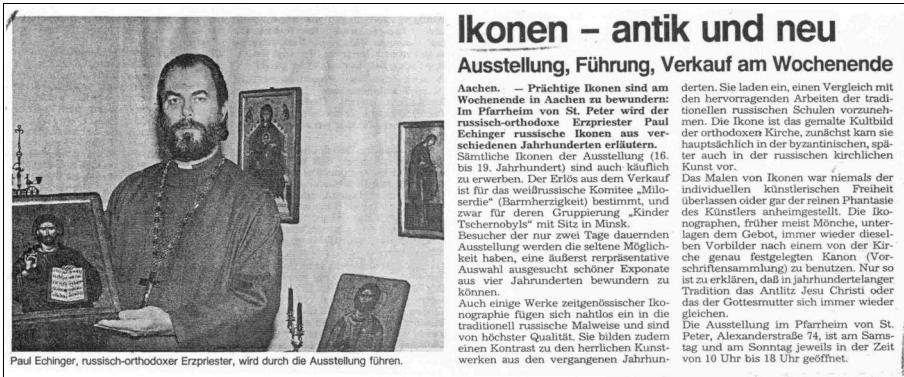 Ikonen – antik und neu
Ausstellung, Führung, Verkauf am Wochenende
Aachen. — Prächtige Ikonen sind am
Wochenende in Aachen zu bewundern:
Im Pfarrheim von St. Peter wird der
russisch-orthodoxe Erzpriester Paul
Echinger russische Ikonen aus ver-
schiedenen Jahrhunderten erläutern.
Sämtliche Ikonen der Ausstellung (16.
bis 19. Jahrhundert) sind auch käuflich
zu erwerben. Der Erlös aus dem Verkauf
ist für das weißrussische Komitee „Milo-
serdie“ (Barmherzigkeit) bestimmt, und
zwar für deren Gruppierung „Kinder
Tschernobyls“ mit Sitz in Minsk.
Besucher der nur zwei Tage dauernden
Ausstellung werden die seltene Möglich-
keit haben, eine äußerst rerpräsentative
Auswahl ausgesucht schöner Exponate
aus vier Jahrunderten bewundern zu
können.
Auch einige Werke zeitgenössischer Iko-
nographie fügen sich nahtlos ein in die
traditionell russische Malweise und sind
von höchster Qualität. Sie bilden zudem
einen Kontrast zu den herrlichen Kunst-
werken aus den vergangenen Jahrhun-
derten. Sie laden ein, einen Vergleich mit
den hervorragenden Arbeiten der tradi-
tionellen russischen Schulen vorzuneh-
men. Die Ikone ist das gemalte Kultbild
der orthodoxen Kirche, zunächst kam sie
hauptsächlich in der byzantinischen, spä-
ter auch in der russischen kirchlichen
Kunst vor.
Das Malen von Ikonen war niemals der
individuellen künstlerischen Freiheit
überlassen oider gar der reinen Phantasie
des Künstlers anheimgestellt. Die Iko-
nographen, früher meist Mönche, unter-
lagen dem Gebot, immer wieder diesel-
ben Vorbilder nach einem von der Kir-
che genau festgelegten Kanon (Vor-
schriftensammlung) zu benutzen. Nur so
ist zu erklären, daß in jahrhundertelanger
Tradition das Antlitz Jesu Christi oder
das der Gottesmutter sich immer wieder
gleichen.
Die Ausstellung im Pfarrheim von St.
Peter, Alexanderstraße 74, ist am Sams-
tag und am Sonntag jeweils in der Zeit
von 10 Uhr bis 18 Uhr geöffnet.
Paul Echinger, russisch-orthodoxer Erzpriester, wird durch die Ausstellung führen.